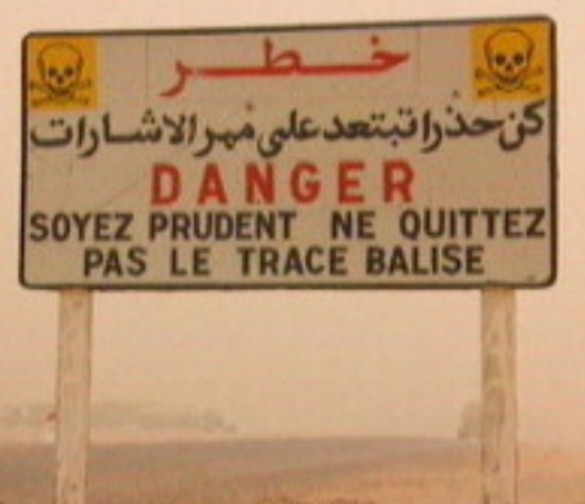 خطر
كن حذرا تبتعد على ممر الاشارات
DANGER
SOYEZ PRUDENT NE QUITTEZ
PAS LE TRACE BALISE